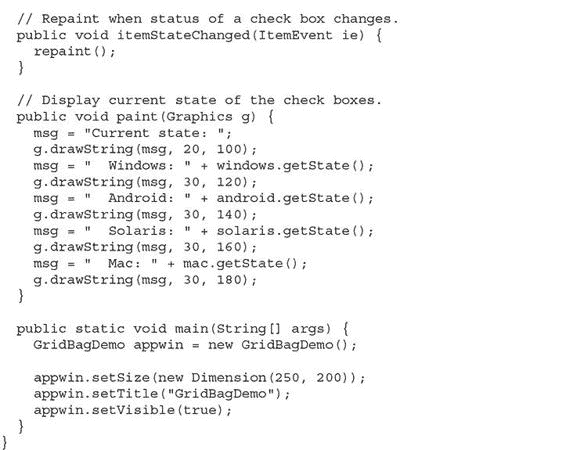 // Repaint when status of a check box changes.
public void itemStateChanged(ItemEvent ie) {
  repaint();
}

// Display current state of the check boxes.
public void paint(Graphics g) {
  msg = "Current state: ";
  g.drawString(msg, 20, 100);
  msg = "  Windows: " + windows.getState();
  g.drawString(msg, 30, 120);
  msg = "  Android: " + android.getState();
  g.drawString(msg, 30, 140);
  msg = "  Solaris: " + solaris.getState();
  g.drawString(msg, 30, 160);
  msg = "  Mac: " + mac.getState();
  g.drawString(msg, 30, 180);
}

public static void main(String[] args) {
  GridBagDemo appwin = new GridBagDemo();

  appwin.setSize(new Dimension(250, 200));
  appwin.setTitle("GridBagDemo");
  appwin.setVisible(true);
}
}